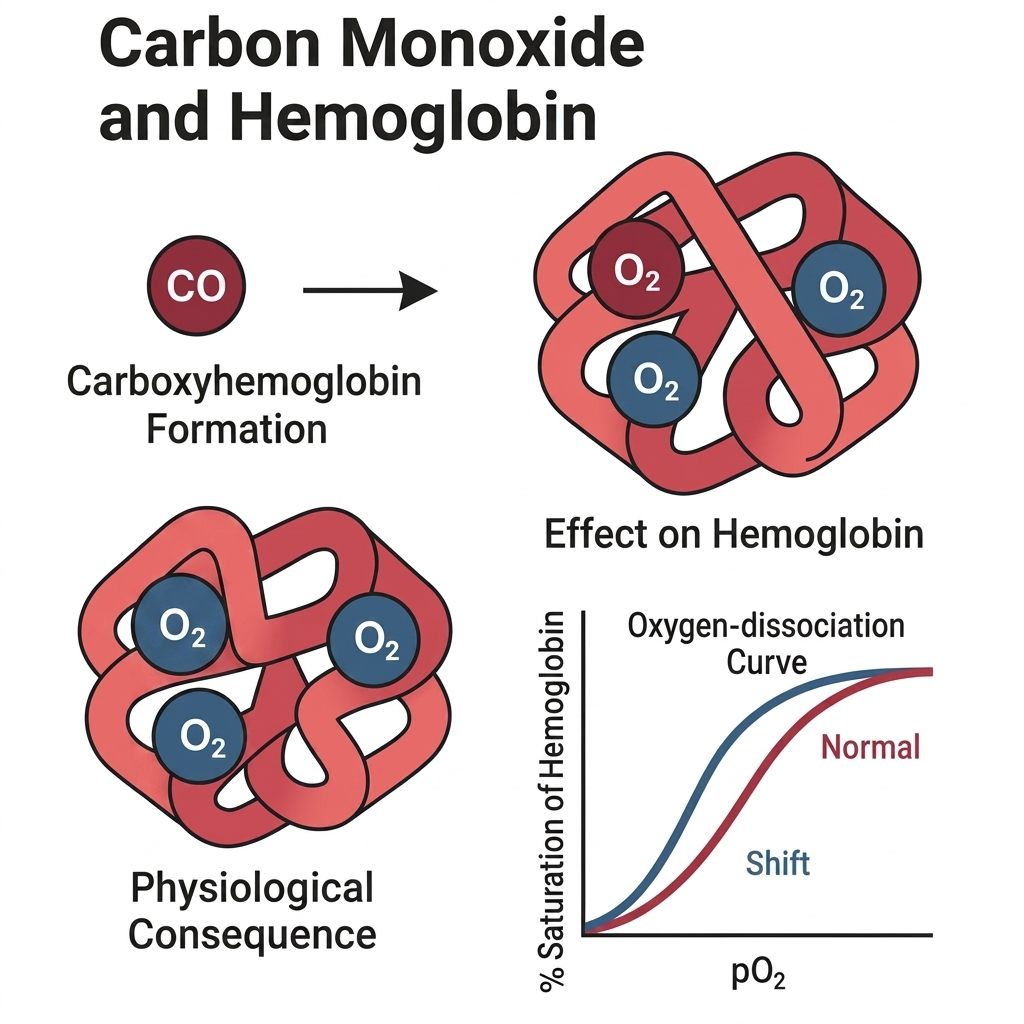 Carbon Monoxide
and Hemoglobin
CO
Carboxyhemoglobin
Formation
O₂
O₂
O₂
Effect on Hemoglobin
O₂
O₂
O₂
Physiological
Consequence
Oxygen-dissociation
Curve
Normal
Shift
% Saturation of Hemoglobin
pO₂